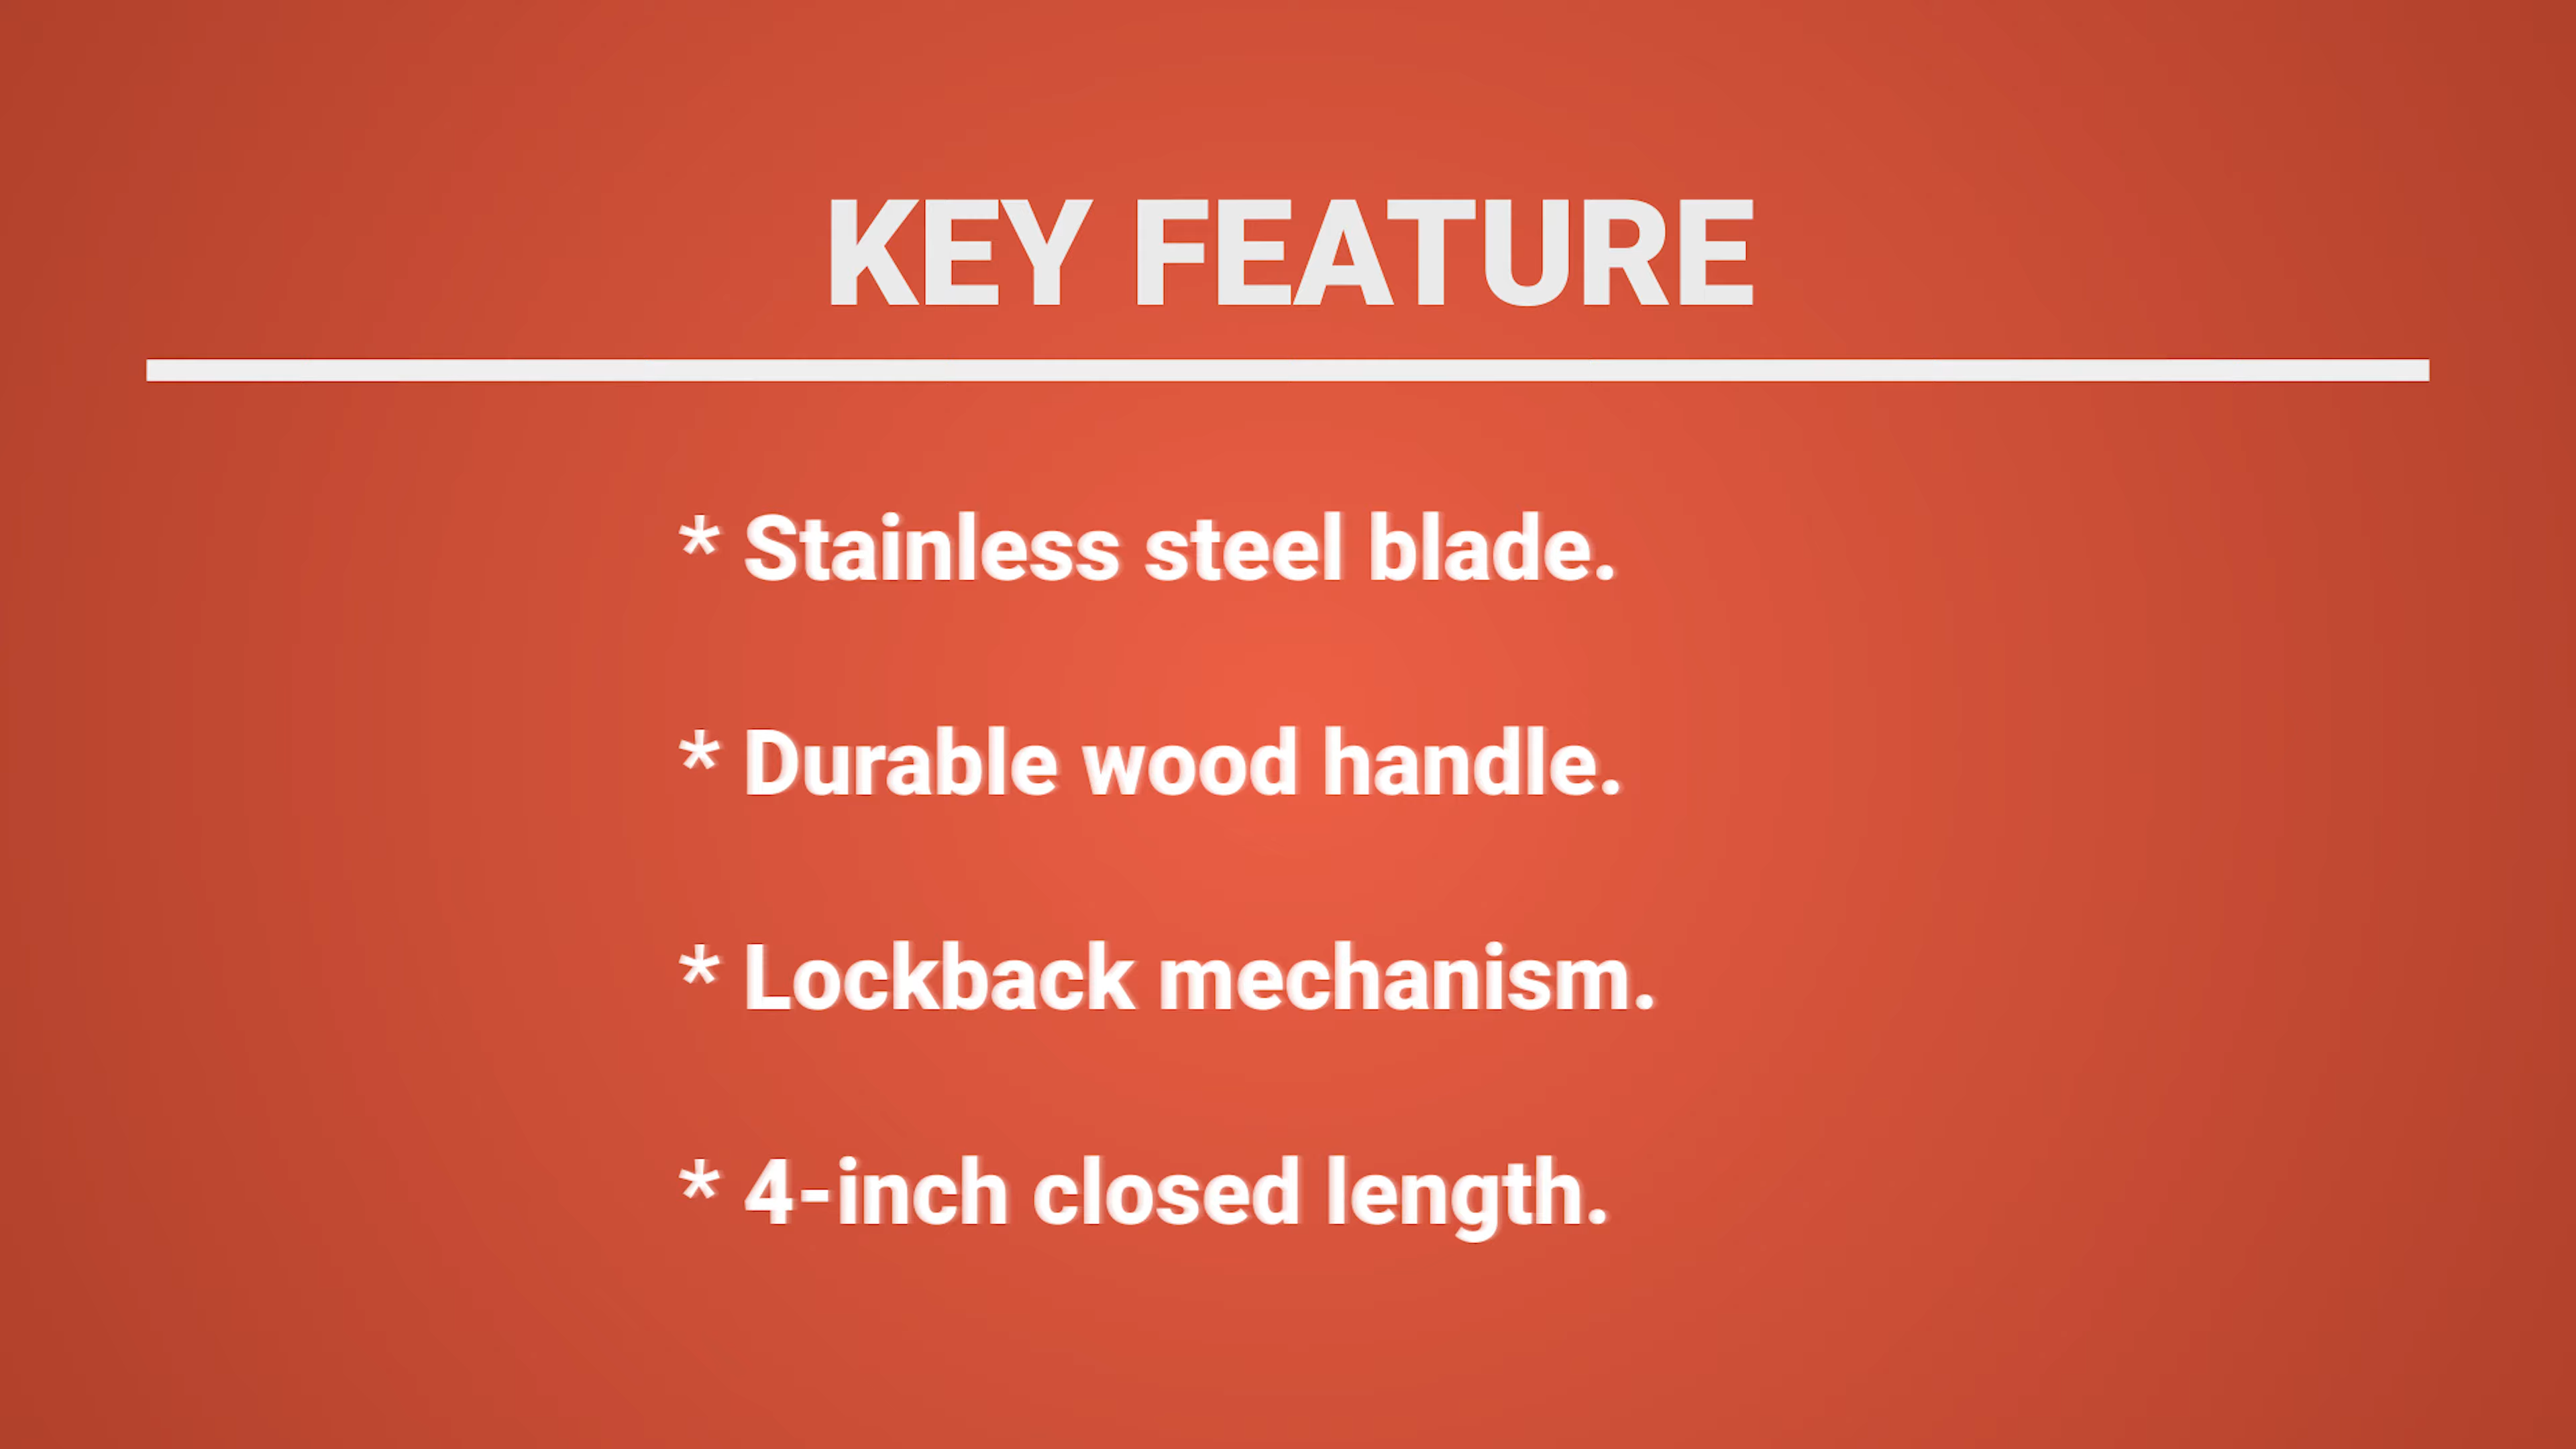 KEY FEATURE
* Stainless steel blade.
* Durable wood handle.
* Lockback mechanism.
* 4-inch closed length.